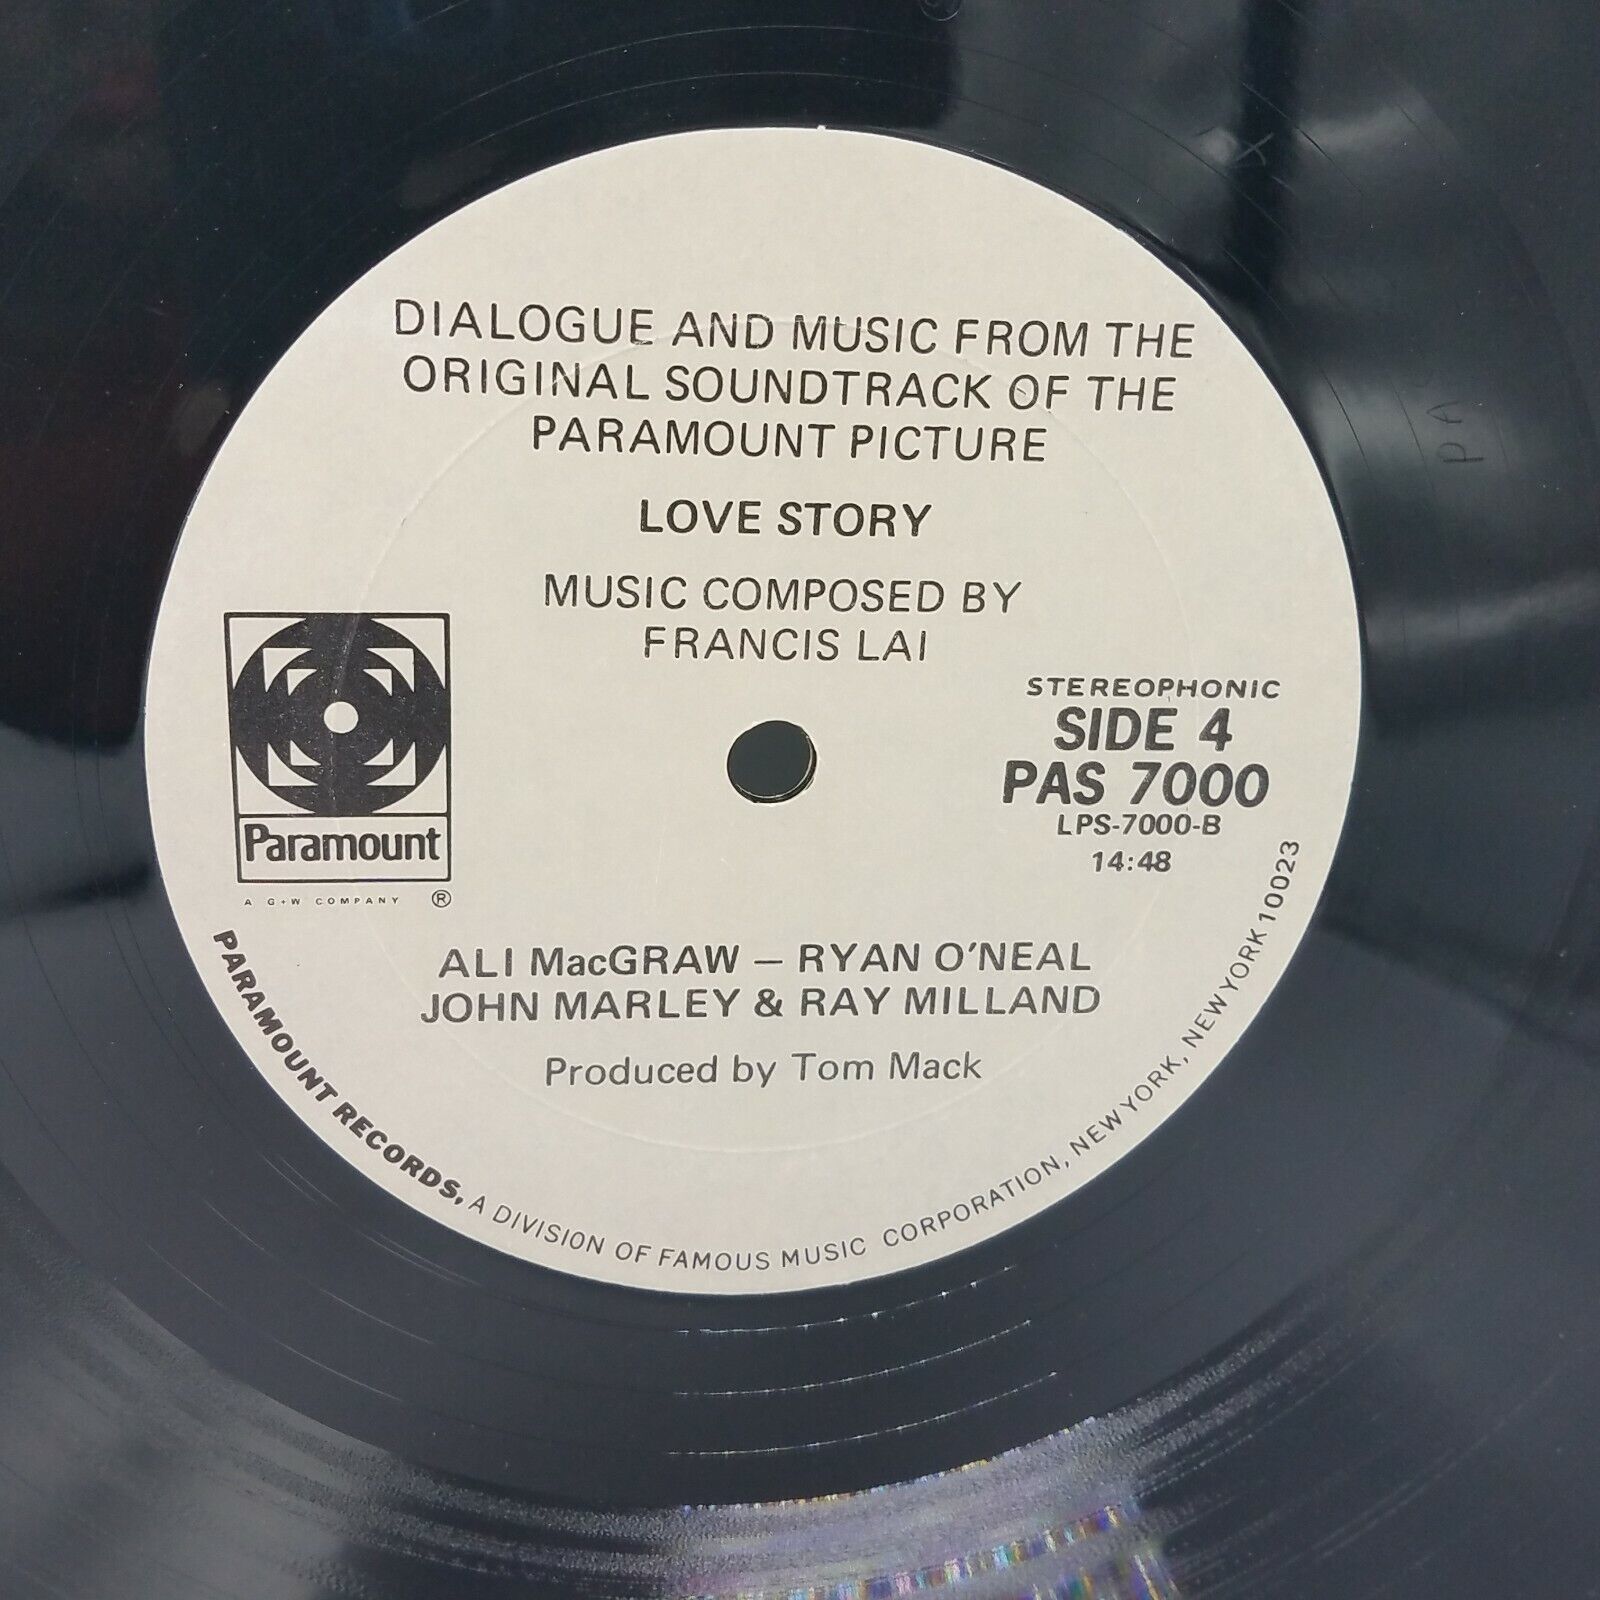 DIALOGUE AND MUSIC FROM THE
ORIGINAL SOUNDTRACK OF THE
PARAMOUNT PICTURE
LOVE STORY
MUSIC COMPOSED BY
FRANCIS LAI
STEREOPHONIC
SIDE 4
PAS 7000
LPS-7000-B
14:48
Paramount
A G+W COMPANY ®
ALI MacGRAW – RYAN O'NEAL
JOHN MARLEY & RAY MILLAND
Produced by Tom Mack
PARAMOUNT RECORDS, A DIVISION OF FAMOUS MUSIC CORPORATION, NEW YORK, NEW YORK 10023